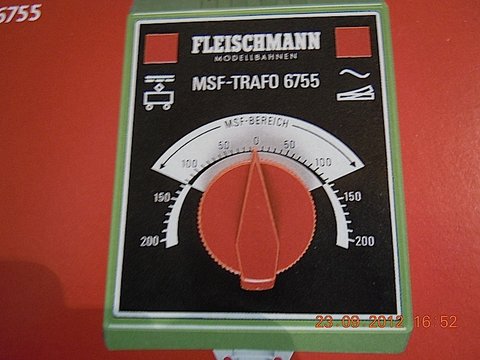 6755
FLEISCHMANN
MODELLBAHNEN
MSF-TRAFO 6755
MSF-BEREICH
200 150 100 50 0 50 100 150 200
23-08-2012 16:52